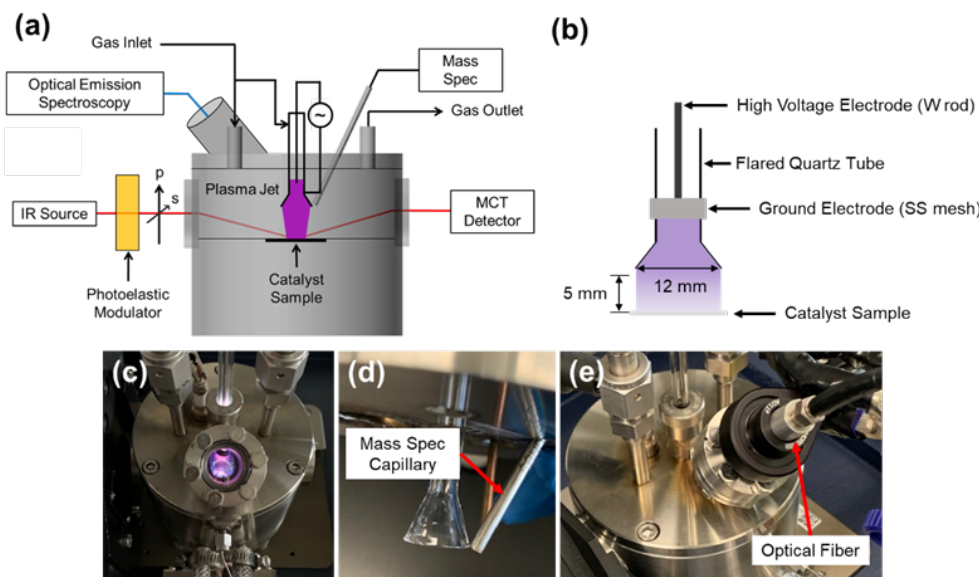 (a)
Gas Inlet
Optical Emission
Spectroscopy
Mass
Spec
~
Gas Outlet
Plasma Jet
p
s
IR Source
MCT
Detector
Photoelastic
Modulator
Catalyst
Sample
(b)
High Voltage Electrode (W rod)
Flared Quartz Tube
Ground Electrode (SS mesh)
12 mm
5 mm
Catalyst Sample
(c)
(d)
Mass Spec
Capillary
(e)
Optical Fiber